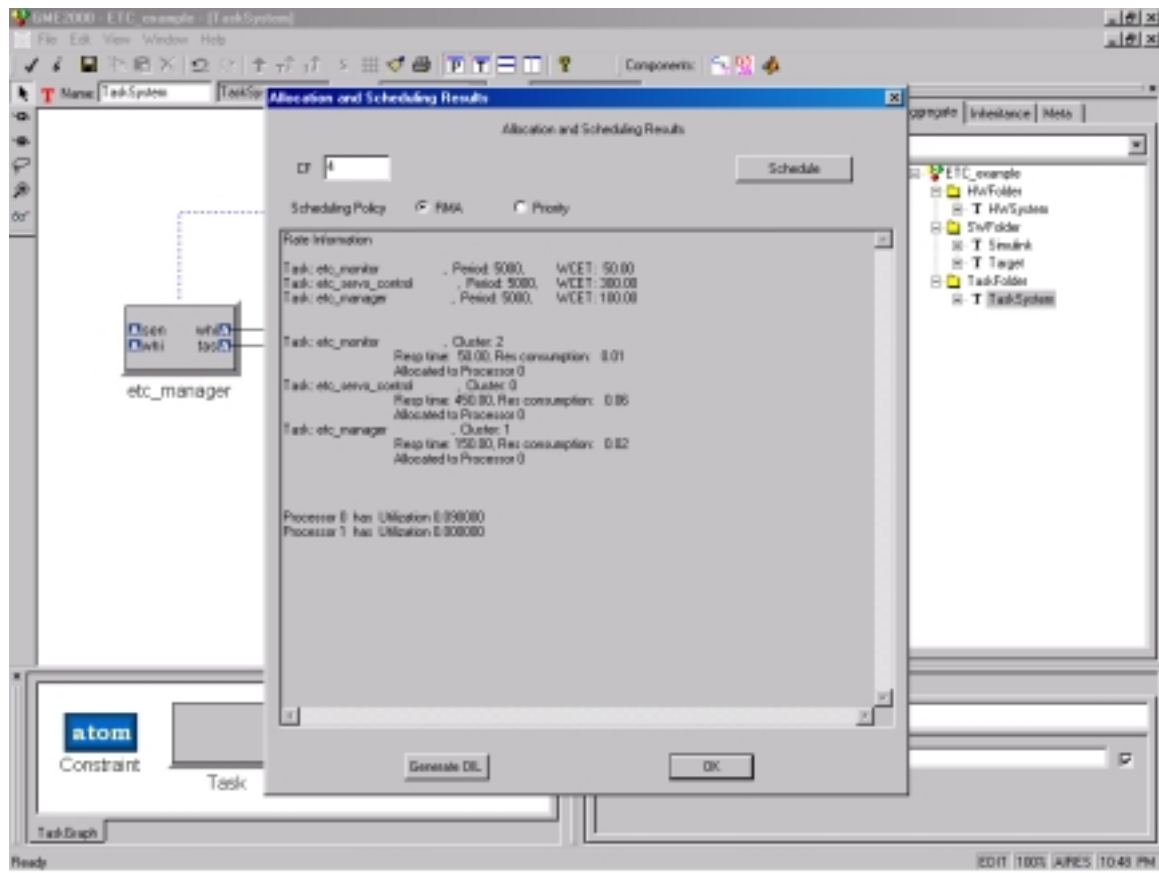 GME2000 - ETC_example - [TaskSystem]
File Edit View Window Help
Components:
Name: TaskSystem
Allocation and Scheduling Results
Allocation and Scheduling Results
CF 4
Schedule
Scheduling Policy RMA Priority
Rate Information
Task: etc_monitor , Period: 5000, WCET: 50.00
Task: etc_servo_control , Period: 5000, WCET: 300.00
Task: etc_manager , Period: 5000, WCET: 100.00
Task: etc_monitor , Cluster: 2
Resp time: 50.00, Res consumption: 0.01
Allocated to Processor 0
Task: etc_servo_control , Cluster: 0
Resp time: 450.00, Res consumption: 0.06
Allocated to Processor 0
Task: etc_manager , Cluster: 1
Resp time: 150.00, Res consumption: 0.02
Allocated to Processor 0
Processor 0 has Utilization 0.090000
Processor 1 has Utilization 0.000000
Generate OIL
OK
Inheritance Meta
ETC_example
HWFolder
HWSystem
SWFolder
Simulink
Target
TaskFolder
TaskSystem
sen whi
whi tas
etc_manager
atom
Constraint
Task
TaskGraph
Ready
EDIT 100% AIRES 10:48 PM